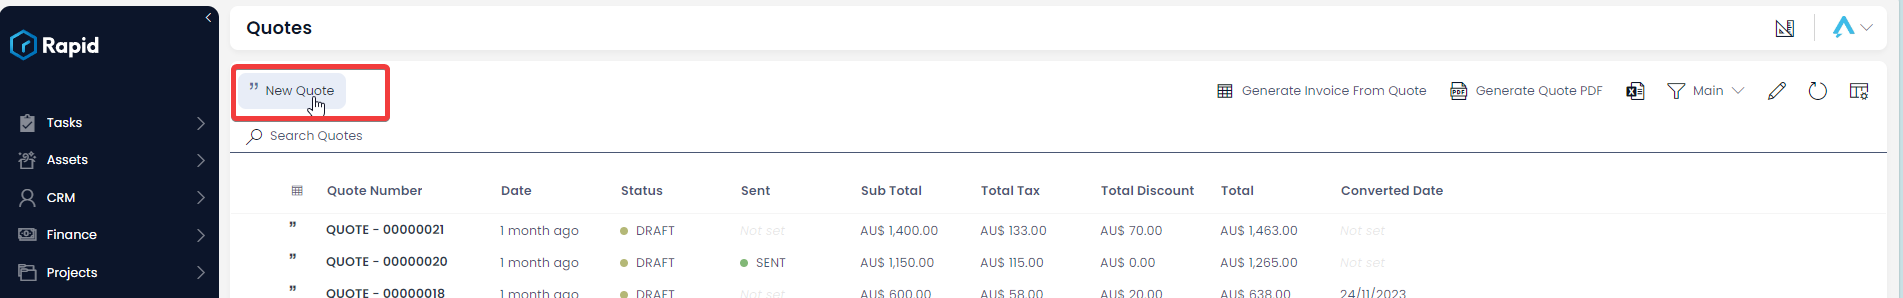 Rapid
Tasks
Assets
CRM
Finance
Projects
Quotes
New Quote
Generate Invoice From Quote PDF Generate Quote PDF X Main
Search Quotes
Quote Number Date Status Sent Sub Total Total Tax Total Discount Total Converted Date
QUOTE - 00000021 1 month ago DRAFT Not set AU$ 1,400.00 AU$ 133.00 AU$ 70.00 AU$ 1,463.00 Not set
QUOTE - 00000020 1 month ago DRAFT SENT AU$ 1,150.00 AU$ 115.00 AU$ 0.00 AU$ 1,265.00 Not set
QUOTE - 00000018 1 month ago DRAFT Not set AU$ 600.00 AU$ 58.00 AU$ 20.00 AU$ 638.00 24/11/2023